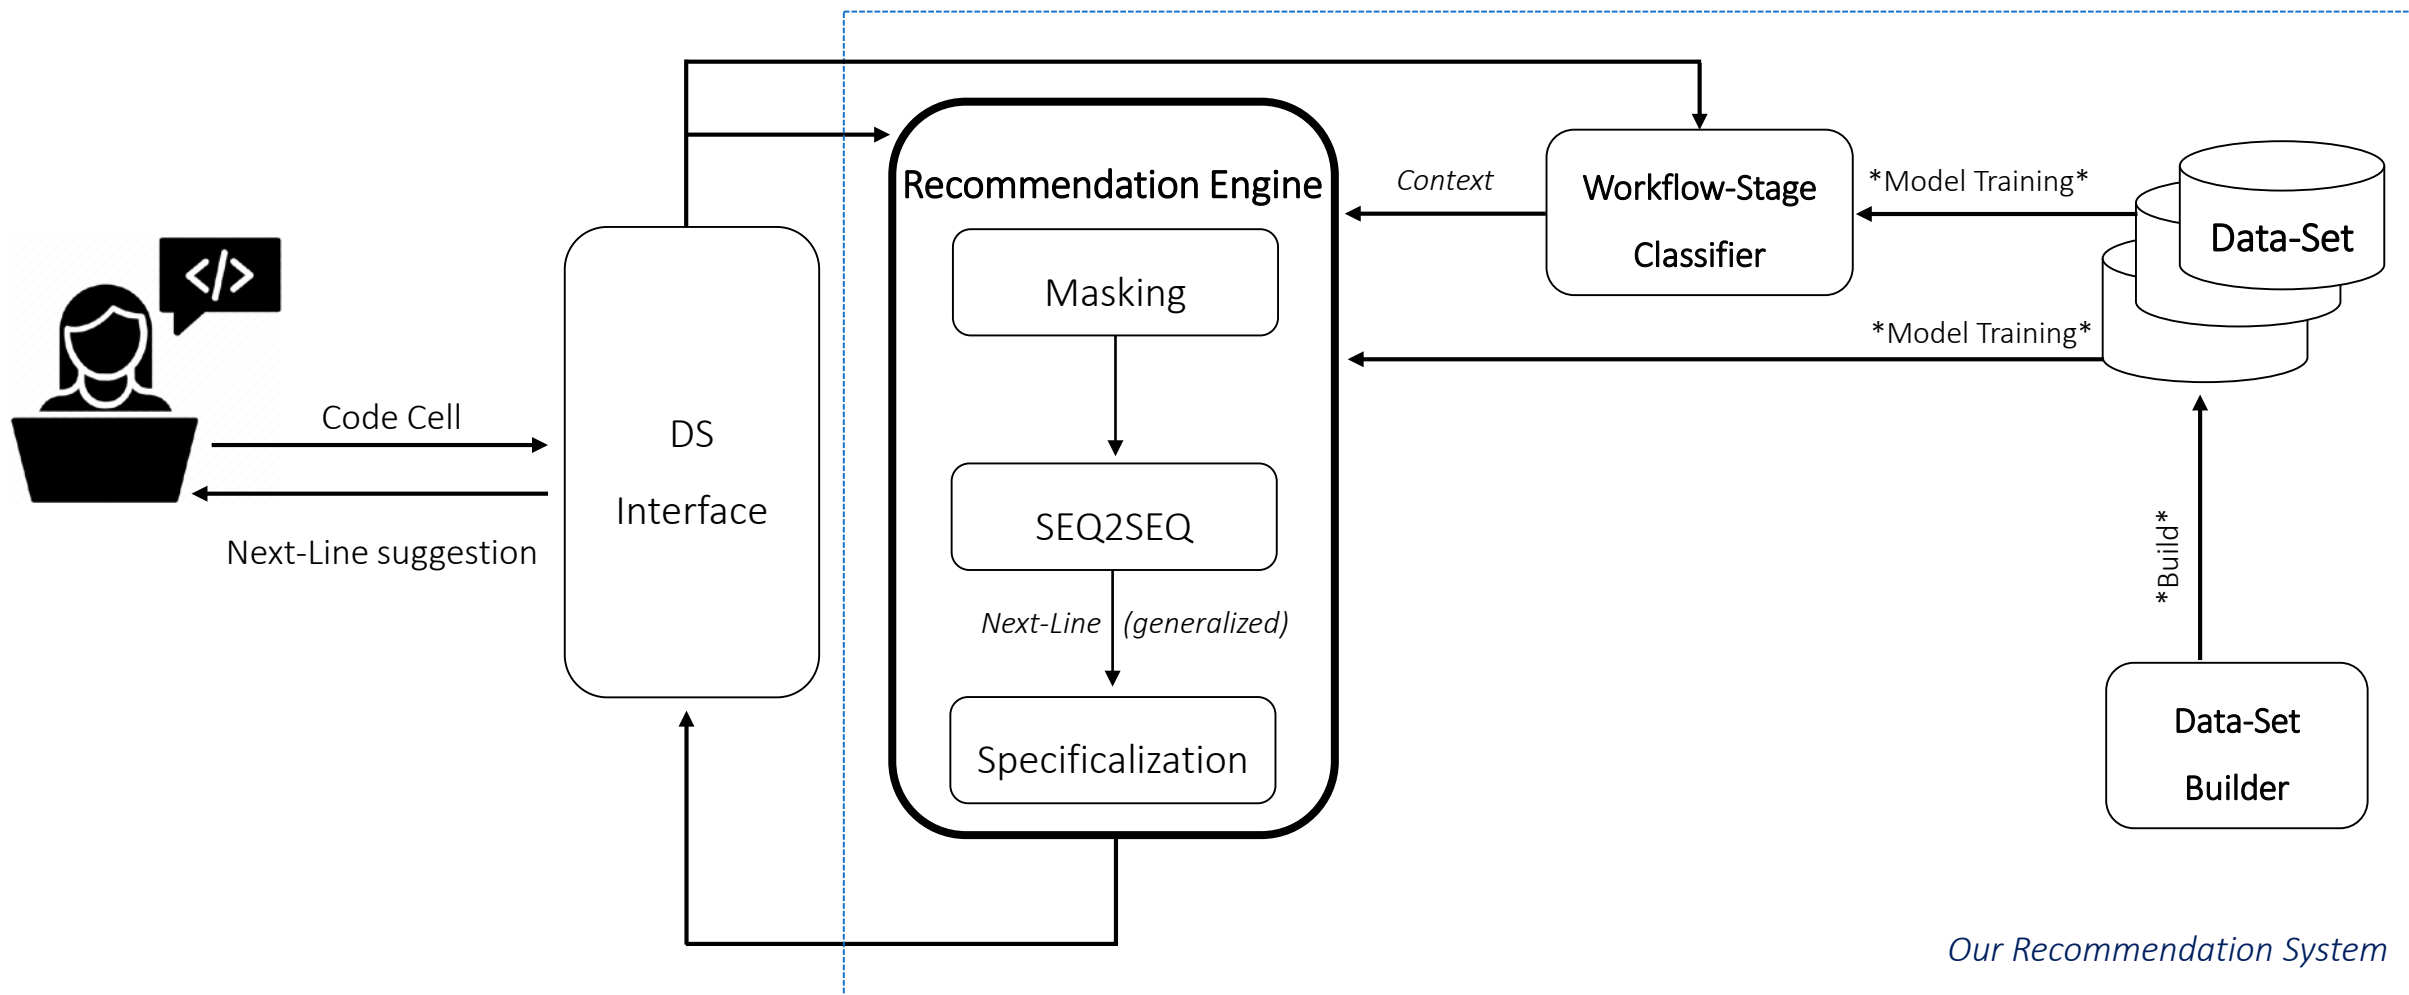 </>
Code Cell
Next-Line suggestion
DS
Interface
Recommendation Engine
Masking
SEQ2SEQ
Next-Line (generalized)
Specificalization
Context
Workflow-Stage
Classifier
*Model Training*
*Model Training*
Data-Set
*Build*
Data-Set
Builder
Our Recommendation System